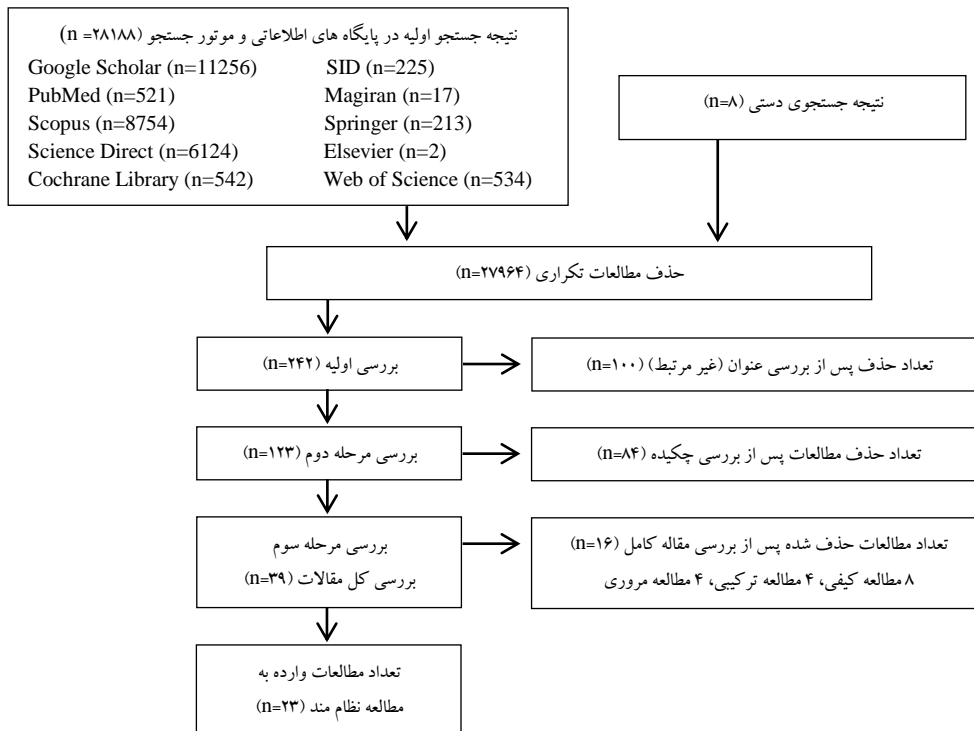 نتیجه جستجو اولیه در پایگاه های اطلاعاتی و موتور جستجو (۲۸۱۸۸= n)
Google Scholar (n=11256) SID (n=225)
PubMed (n=521) Magiran (n=17)
Scopus (n=8754) Springer (n=213)
Science Direct (n=6124) Elsevier (n=2)
Cochrane Library (n=542) Web of Science (n=534)
نتیجه جستجوی دستی (n=۸)
حذف مطالعات تکراری (n=۲۷۹۶۴)
بررسی اولیه (n=۲۴۲)
تعداد حذف پس از بررسی عنوان (غیر مرتبط) (n=۱۰۰)
بررسی مرحله دوم (n=۱۲۳)
تعداد حذف مطالعات پس از بررسی چکیده (n=۸۴)
بررسی مرحله سوم
بررسی کل مقالات (n=۳۹)
تعداد مطالعات حذف شده پس از بررسی مقاله کامل (n=۱۶)
۸ مطالعه کیفی، ۴ مطالعه ترکیبی، ۴ مطالعه مروری
تعداد مطالعات وارده به
مطالعه نظام مند (n=۲۳)